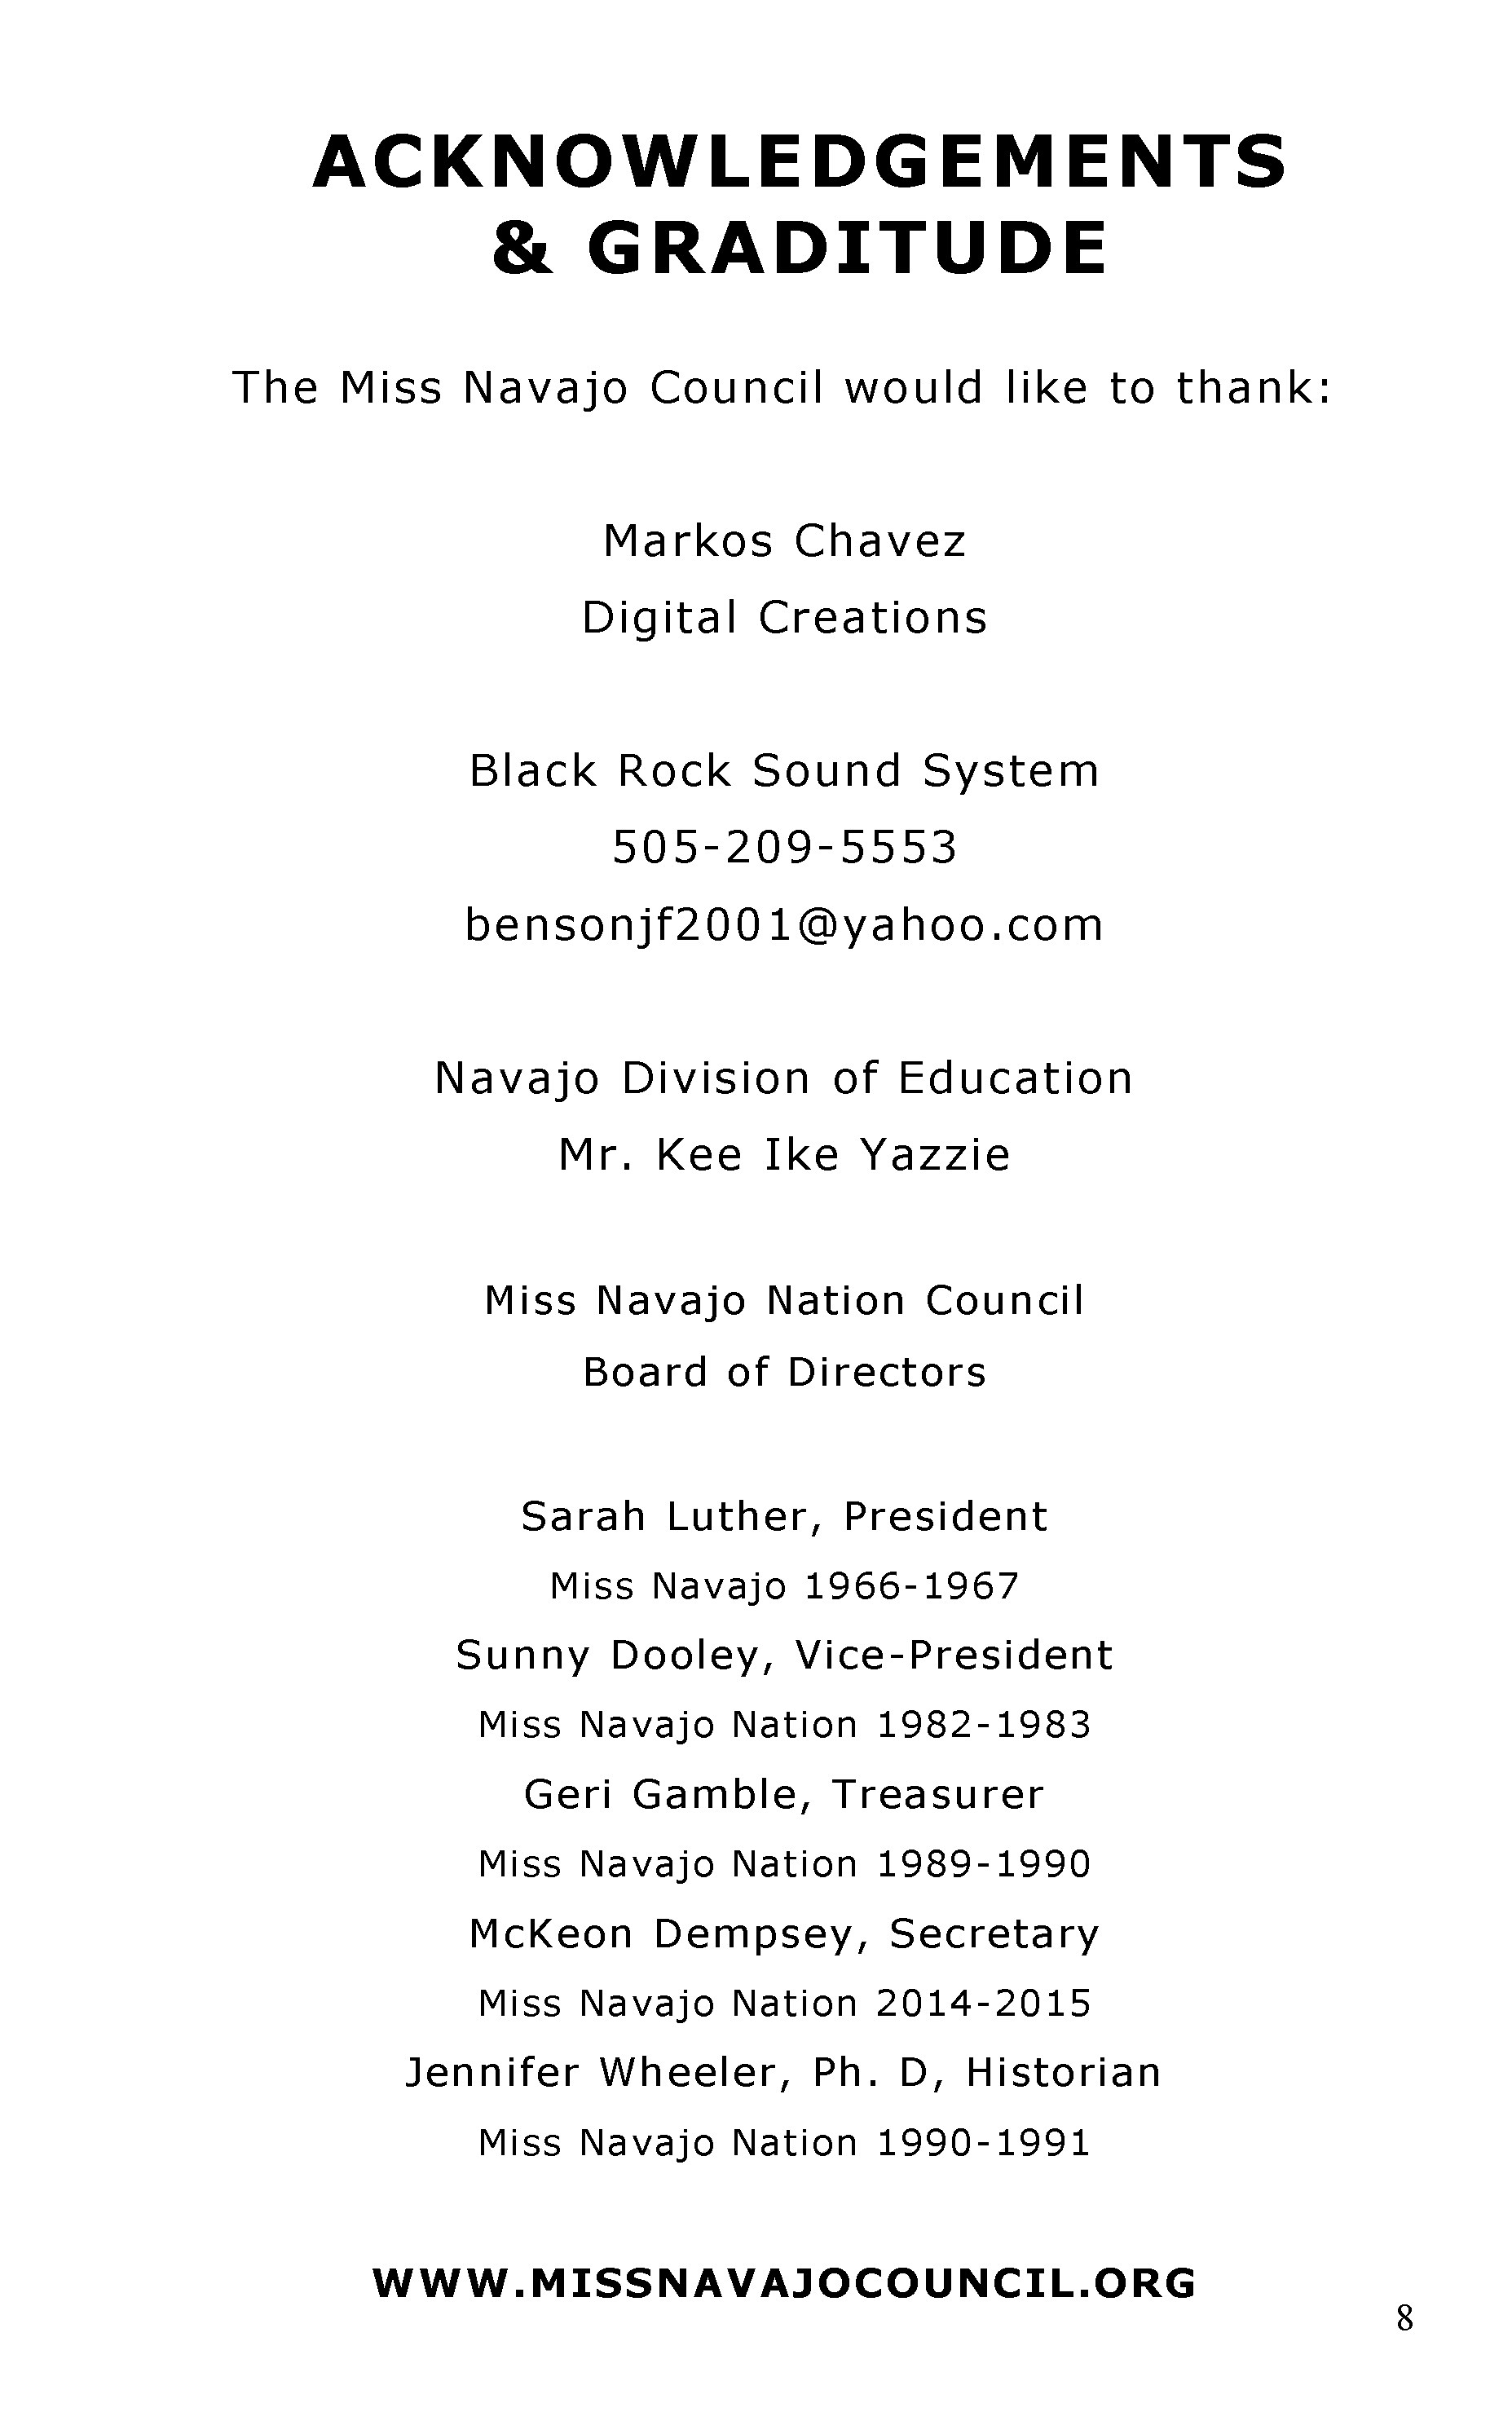 ACKNOWLEDGEMENTS
& GRADITUDE
The Miss Navajo Council would like to thank:
Markos Chavez
Digital Creations
Black Rock Sound System
505-209-5553
bensonjf2001@yahoo.com
Navajo Division of Education
Mr. Kee Ike Yazzie
Miss Navajo Nation Council
Board of Directors
Sarah Luther, President
Miss Navajo 1966-1967
Sunny Dooley, Vice-President
Miss Navajo Nation 1982-1983
Geri Gamble, Treasurer
Miss Navajo Nation 1989-1990
McKeon Dempsey, Secretary
Miss Navajo Nation 2014-2015
Jennifer Wheeler, Ph. D, Historian
Miss Navajo Nation 1990-1991
WWW.MISSNAVAJOCOUNCIL.ORG
8